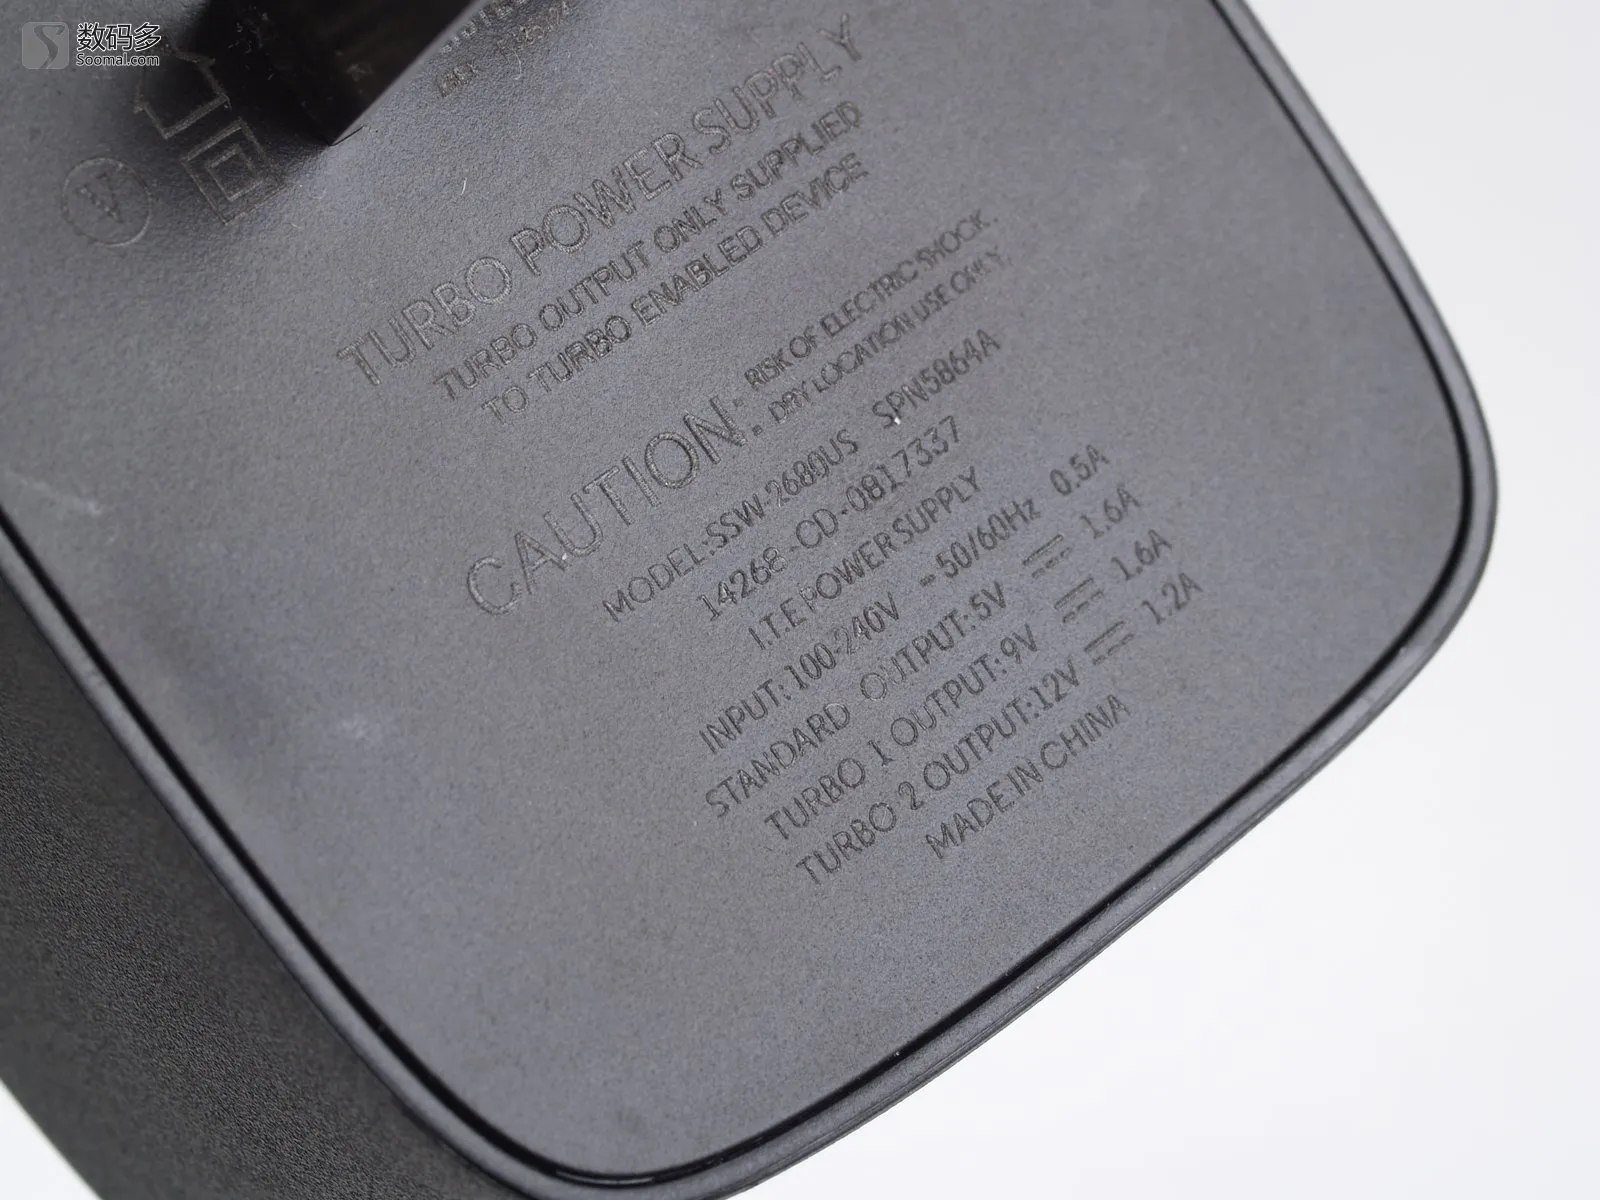 数码多
Soomal.com
TURBO POWER SUPPLY
TURBO OUTPUT ONLY SUPPLIED
TO TURBO ENABLED DEVICE
CAUTION: RISK OF ELECTRIC SHOCK.
DRY LOCATION USE ONLY.
MODEL:SSW-2680US SPN5864A
1426E-CD-0817337
I.T.E POWER SUPPLY
INPUT: 100-240V ~50/60Hz 0.5A
STANDARD OUTPUT: 5V ⎓ 1.6A
TURBO 1 OUTPUT: 9V ⎓ 1.6A
TURBO 2 OUTPUT:12V ⎓ 1.2A
MADE IN CHINA